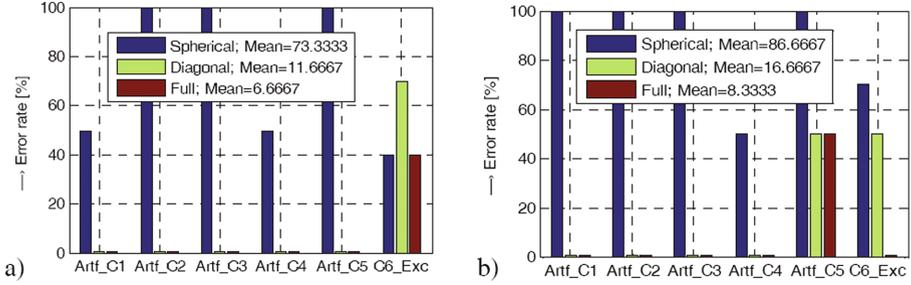 100
80
60
40
20
0
→ Error rate [%]
Spherical; Mean=73.3333
Diagonal; Mean=11.6667
Full; Mean=6.6667
Artf_C1 Artf_C2 Artf_C3 Artf_C4 Artf_C5 C6_Exc
a)
100
80
60
40
20
0
→ Error rate [%]
Spherical; Mean=86.6667
Diagonal; Mean=16.6667
Full; Mean=8.3333
Artf_C1 Artf_C2 Artf_C3 Artf_C4 Artf_C5 C6_Exc
b)